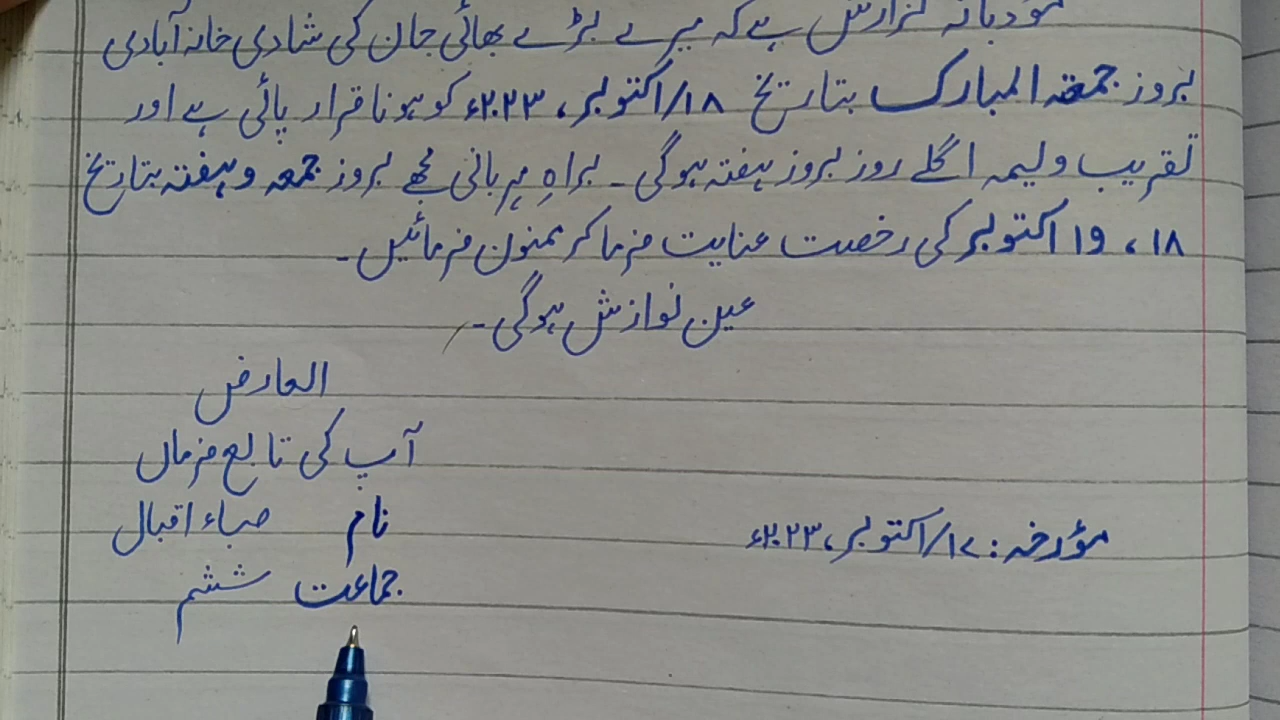 مؤدبانہ گزارش ہے کہ میرے بڑے بھائی جان کی شادی خانہ آبادی
بروز جمعۃ المبارک بتاریخ ۱۸/اکتوبر، ۲۰۲۳ء کو ہونا قرار پائی ہے اور
تقریب ولیمہ اگلے روز بروز ہفتہ ہوگی۔ براہِ مہربانی مجھے بروز جمعہ و ہفتہ بتاریخ
۱۸، ۱۹ اکتوبر کی رخصت عنایت فرما کر ممنون فرمائیں۔
عین نوازش ہوگی۔
العارض
آپ کی تابع فرماں
نام صباء اقبال
مؤرخہ: ۱۷/اکتوبر، ۲۰۲۳ء
جماعت ششم